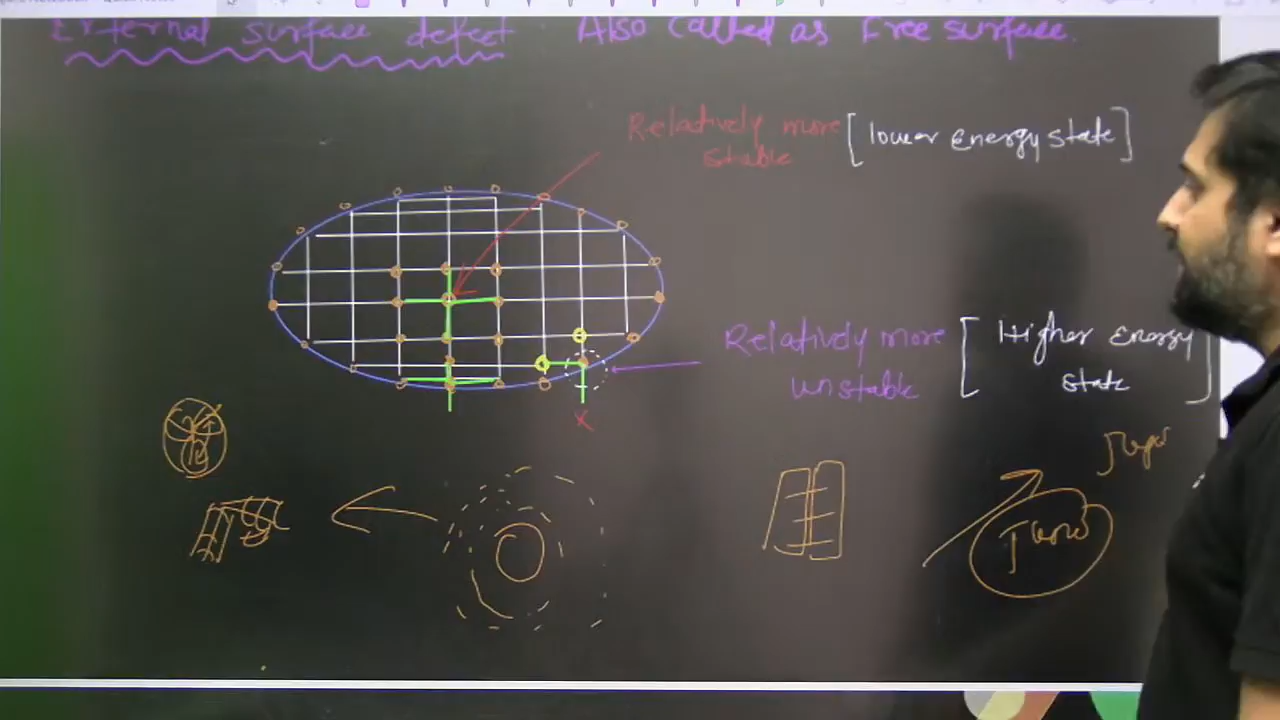 External surface defect Also called as Free surface.
Relatively more stable [lower Energy state]
Relatively more unstable [Higher Energy state]
x